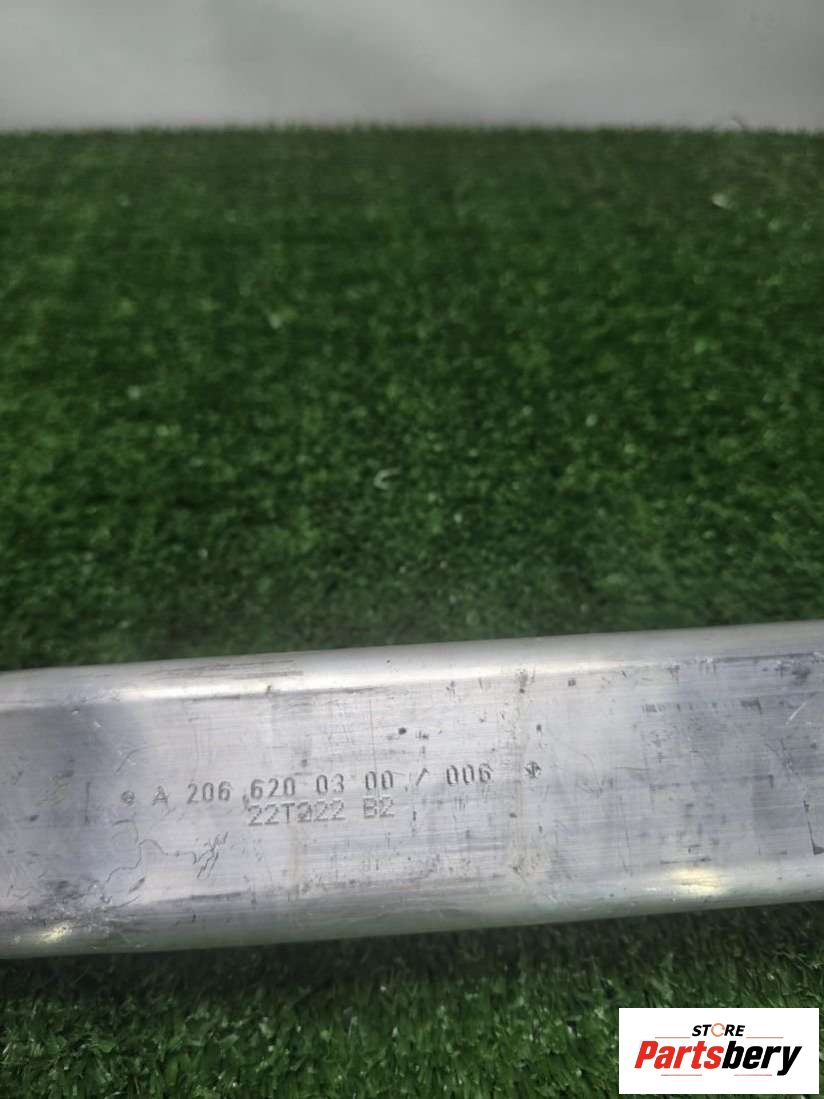 A 206 620 03 00 / 006
22T022 B2
STORE
Partsbery